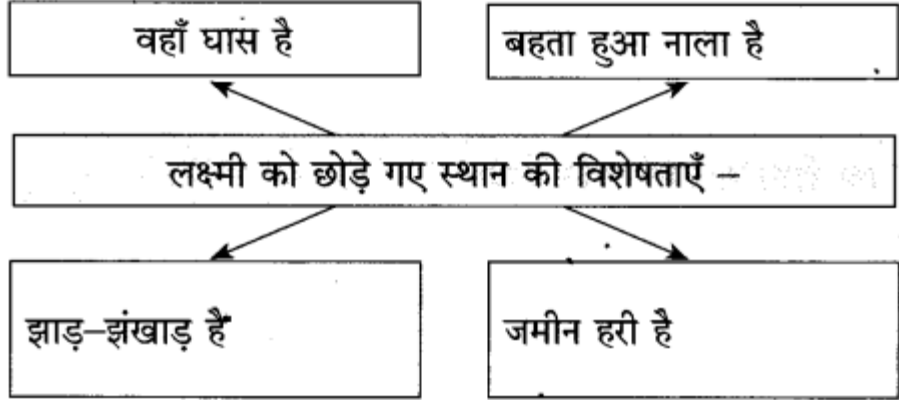 वहाँ घास है
बहता हुआ नाला है
लक्ष्मी को छोड़े गए स्थान की विशेषताएँ –
झाड़–झंखाड़ है
जमीन हरी है